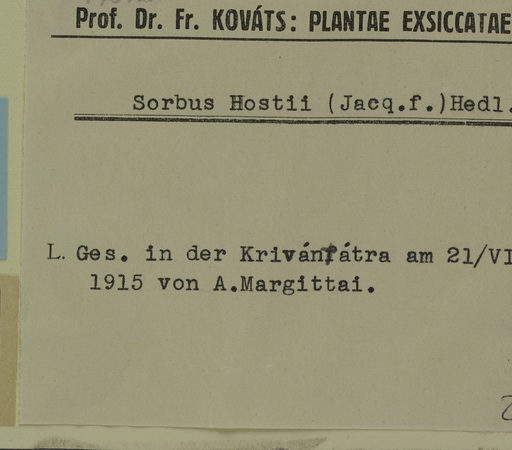 Prof. Dr. Fr. KOVÁTS: PLANTAE EXSICCATAE
Sorbus Hostii (Jacq.f.)Hedl.
L. Ges. in der Krivánfátra am 21/VI
1915 von A.Margittai.